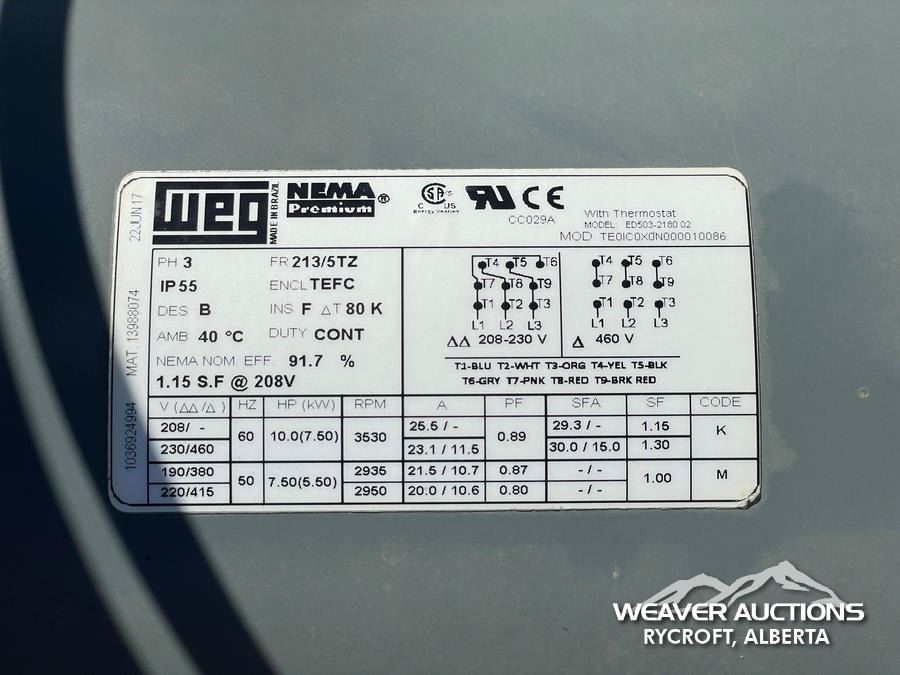 22JUN17
MAT: 13988074
1036924994
WEG
MADE IN BRAZIL
NEMA
Premium®
SA
C US
Energy Verified
CE
CC029A
With Thermostat
MODEL: ED503-2180 02
MOD. TE0IC0X0N000010086
PH 3 FR 213/5TZ
IP55 ENCL TEFC
DES B INS F △T 80 K
AMB 40 °C DUTY CONT
NEMA NOM. EFF. 91.7 %
1.15 S.F @ 208V
T4 T5 T6
T7 T8 T9
T1 T2 T3
L1 L2 L3
△△ 208-230 V
T4 T5 T6
T7 T8 T9
T1 T2 T3
L1 L2 L3
△ 460 V
T1-BLU T2-WHT T3-ORG T4-YEL T5-BLK
T6-GRY T7-PNK T8-RED T9-BRK RED
V (△△/△) HZ HP (kW) RPM A PF SFA SF CODE
208/ - 60 10.0(7.50) 3530 25.5 / - 0.89 29.3 / - 1.15 K
230/460 23.1 / 11.5 30.0 / 15.0 1.30
190/380 50 7.50(5.50) 2935 21.5 / 10.7 0.87 - / - 1.00 M
220/415 2950 20.0 / 10.6 0.80 - / -
WEAVER AUCTIONS
RYCROFT, ALBERTA